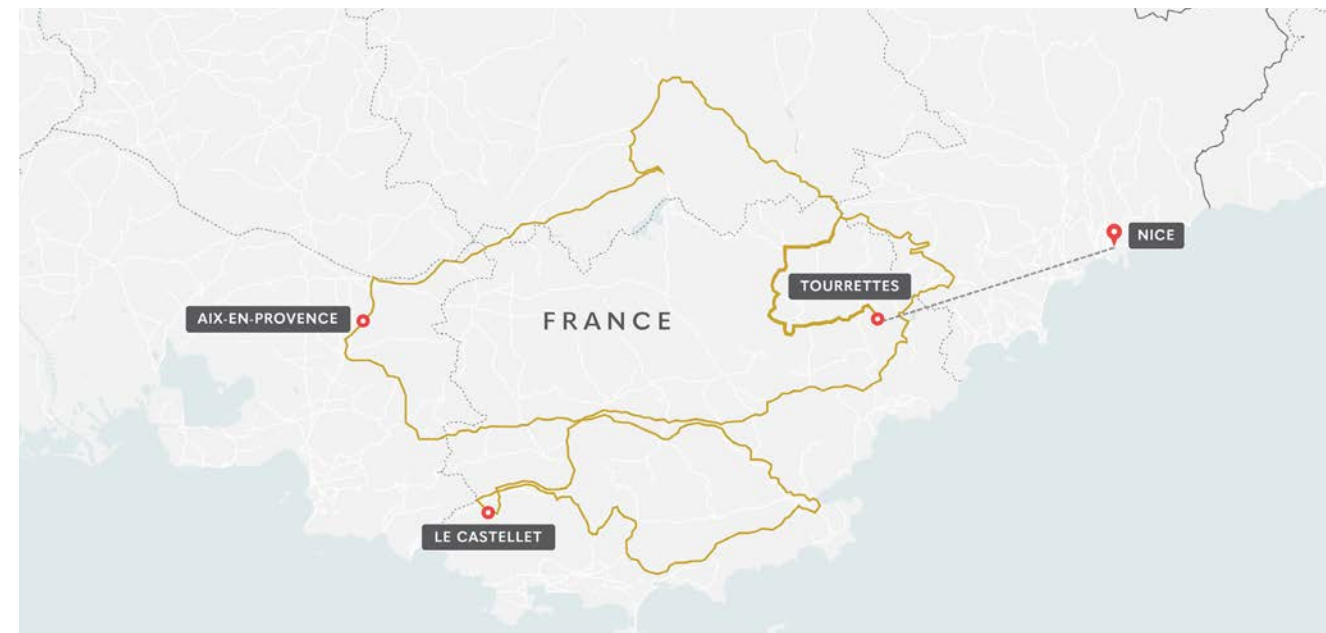 NICE
TOURRETTES
AIX-EN-PROVENCE
FRANCE
LE CASTELLET